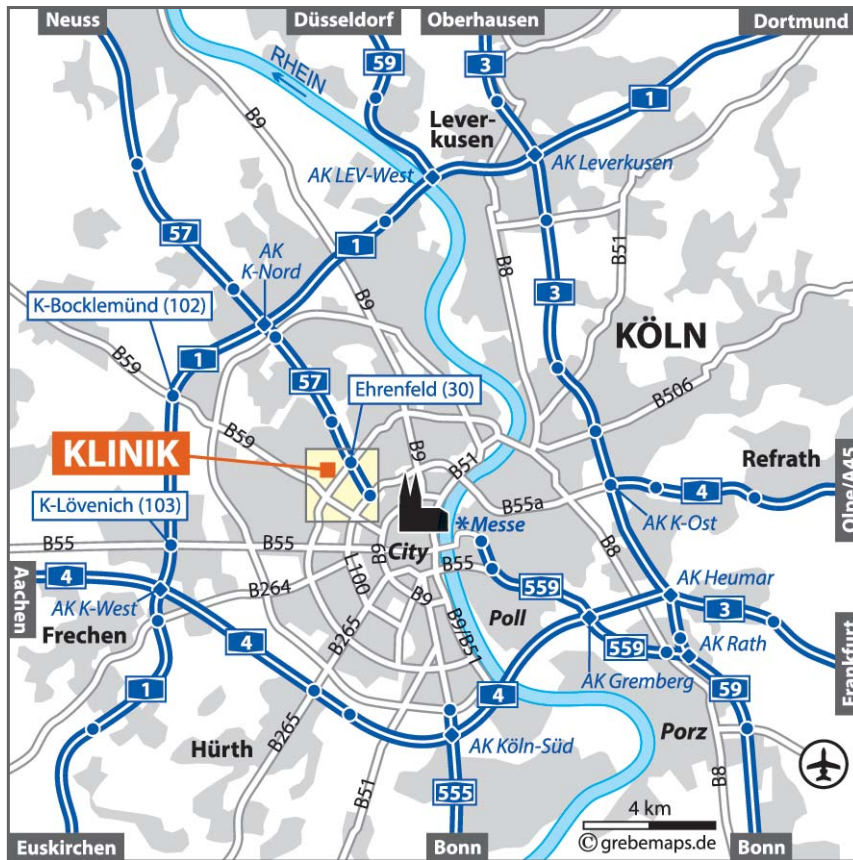 Neuss
Düsseldorf
Oberhausen
Dortmund
RHEIN
59
3
1
B9
Lever-
kusen
AK LEV-West
AK Leverkusen
57
AK
K-Nord
1
B8
B51
3
K-Bocklemünd (102)
B9
KÖLN
B59
1
57
Ehrenfeld (30)
B506
B59
KLINIK
B9
B51
Refrath
Olpe/A45
K-Lövenich (103)
B55a
4
*Messe
AK K-Ost
B55
B55
B9
City
B55
B8
L100
Aachen
4
B264
559
AK Heumar
AK K-West
B9
Poll
3
Frechen
B265
B9/B51
559
AK Rath
Frankfurt
4
AK Gremberg
1
4
59
Hürth
B265
AK Köln-Süd
Porz
B51
555
B8
4 km
© grebemaps.de
Euskirchen
Bonn
Bonn